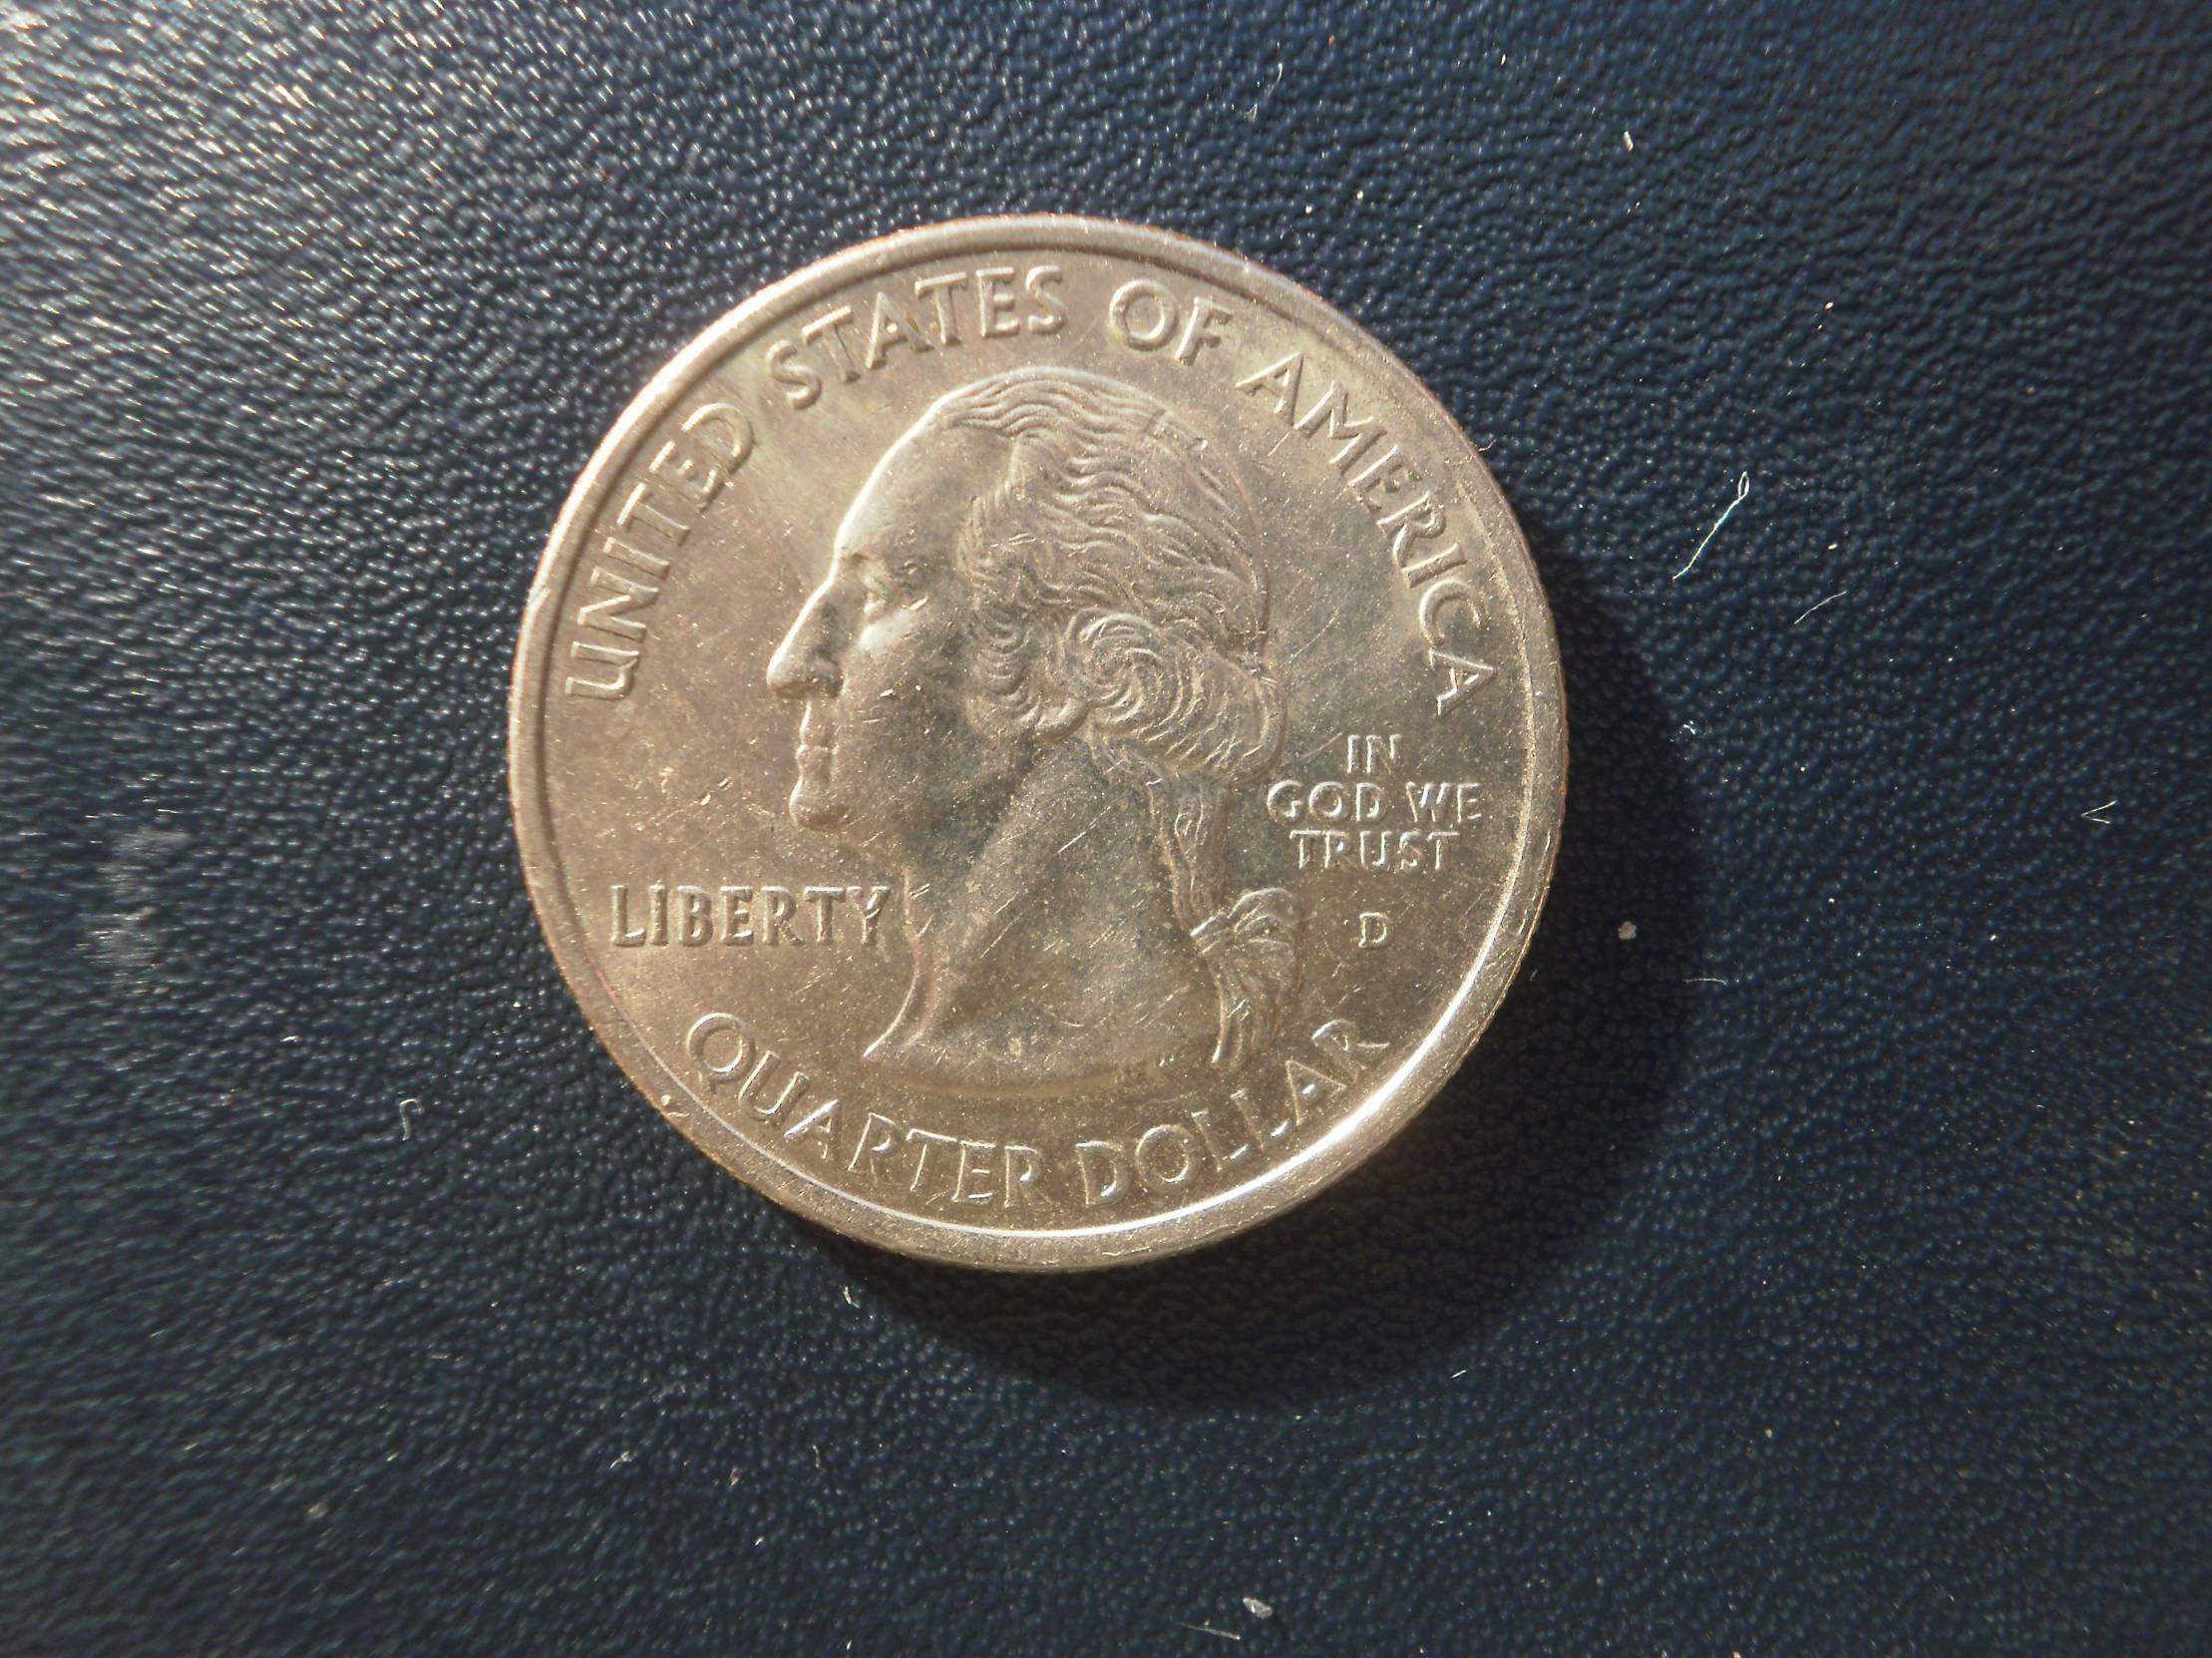 UNITED STATES OF AMERICA
IN
GOD WE
TRUST
LIBERTY
D
QUARTER DOLLAR